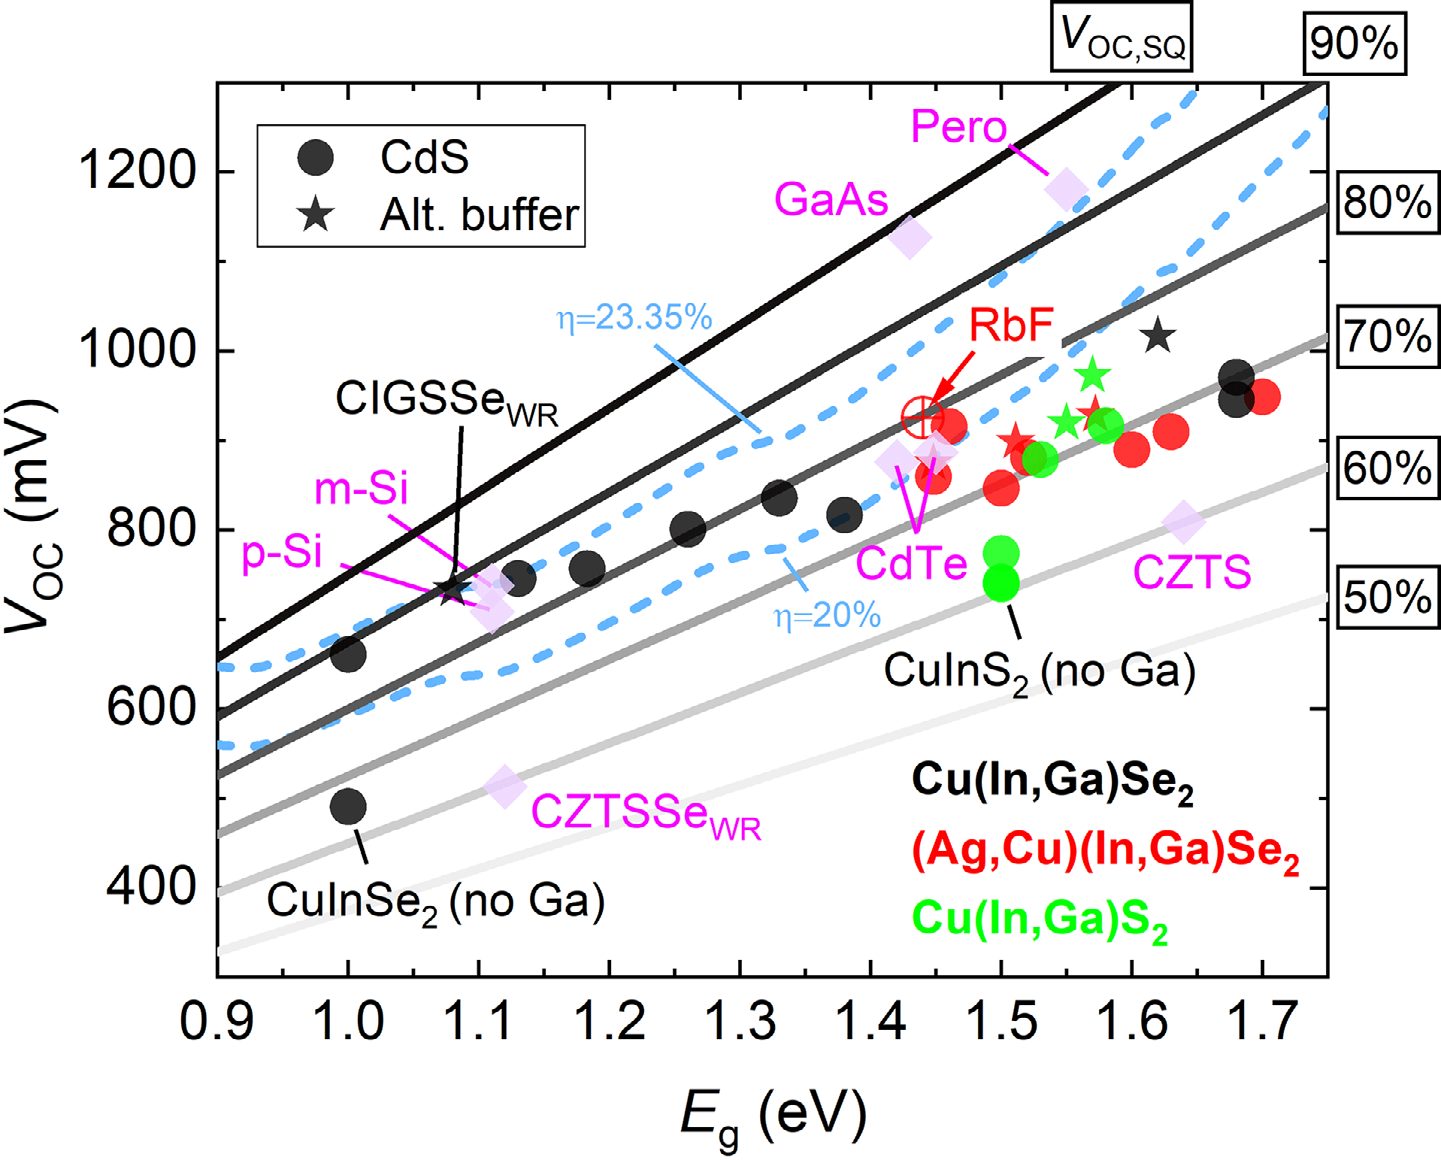 V_OC,SQ
90%
CdS
Alt. buffer
Pero
GaAs
80%
70%
60%
50%
η=23.35%
RbF
CIGSSe_WR
m-Si
p-Si
CdTe
CZTS
η=20%
CuInS₂ (no Ga)
CZTSSe_WR
CuInSe₂ (no Ga)
Cu(In,Ga)Se₂
(Ag,Cu)(In,Ga)Se₂
Cu(In,Ga)S₂
1200
1000
800
600
400
V_OC (mV)
0.9 1.0 1.1 1.2 1.3 1.4 1.5 1.6 1.7
E_g (eV)